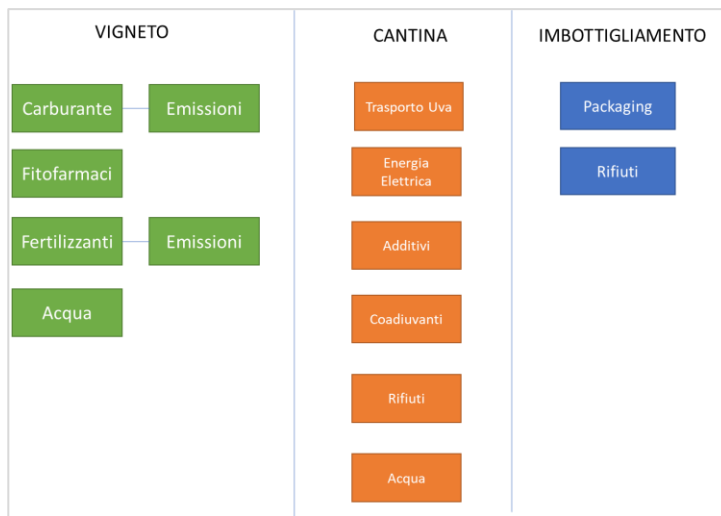 VIGNETO
Carburante
Emissioni
Fitofarmaci
Fertilizzanti
Emissioni
Acqua
CANTINA
Trasporto Uva
Energia
Elettrica
Additivi
Coadiuvanti
Rifiuti
Acqua
IMBOTTIGLIAMENTO
Packaging
Rifiuti